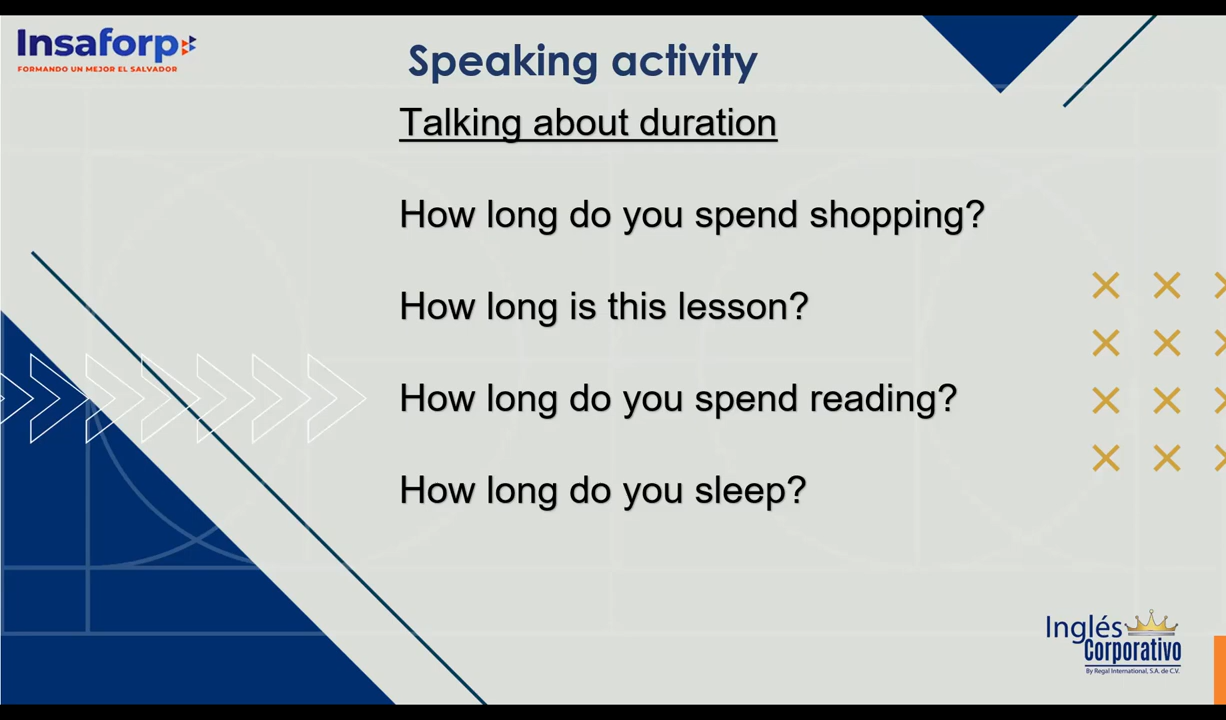 Insaforp
FORMANDO UN MEJOR EL SALVADOR
Speaking activity
Talking about duration
How long do you spend shopping?
How long is this lesson?
How long do you spend reading?
How long do you sleep?
Inglés
Corporativo
By Regal International, S.A. de C.V.